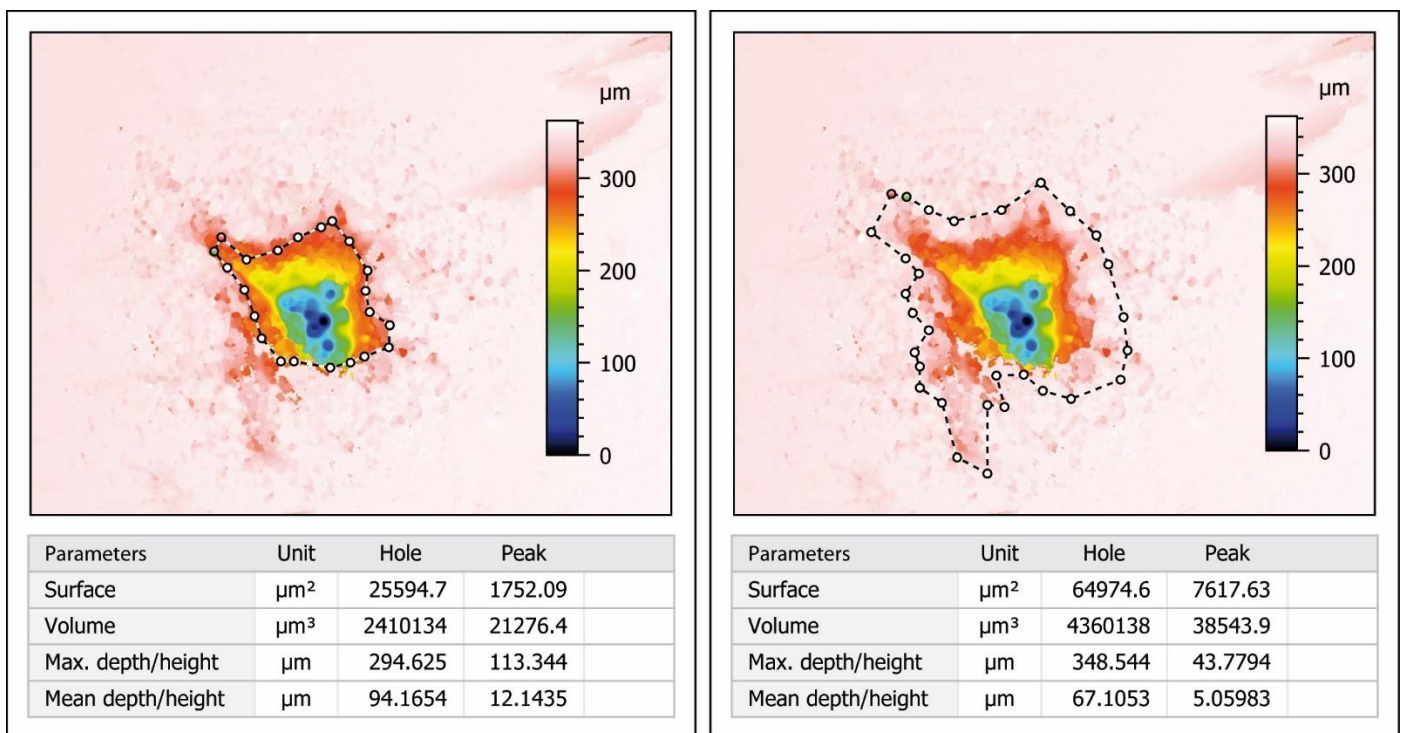 µm
300
200
100
0
Parameters Unit Hole Peak
Surface µm² 25594.7 1752.09
Volume µm³ 2410134 21276.4
Max. depth/height µm 294.625 113.344
Mean depth/height µm 94.1654 12.1435
µm
300
200
100
0
Parameters Unit Hole Peak
Surface µm² 64974.6 7617.63
Volume µm³ 4360138 38543.9
Max. depth/height µm 348.544 43.7794
Mean depth/height µm 67.1053 5.05983